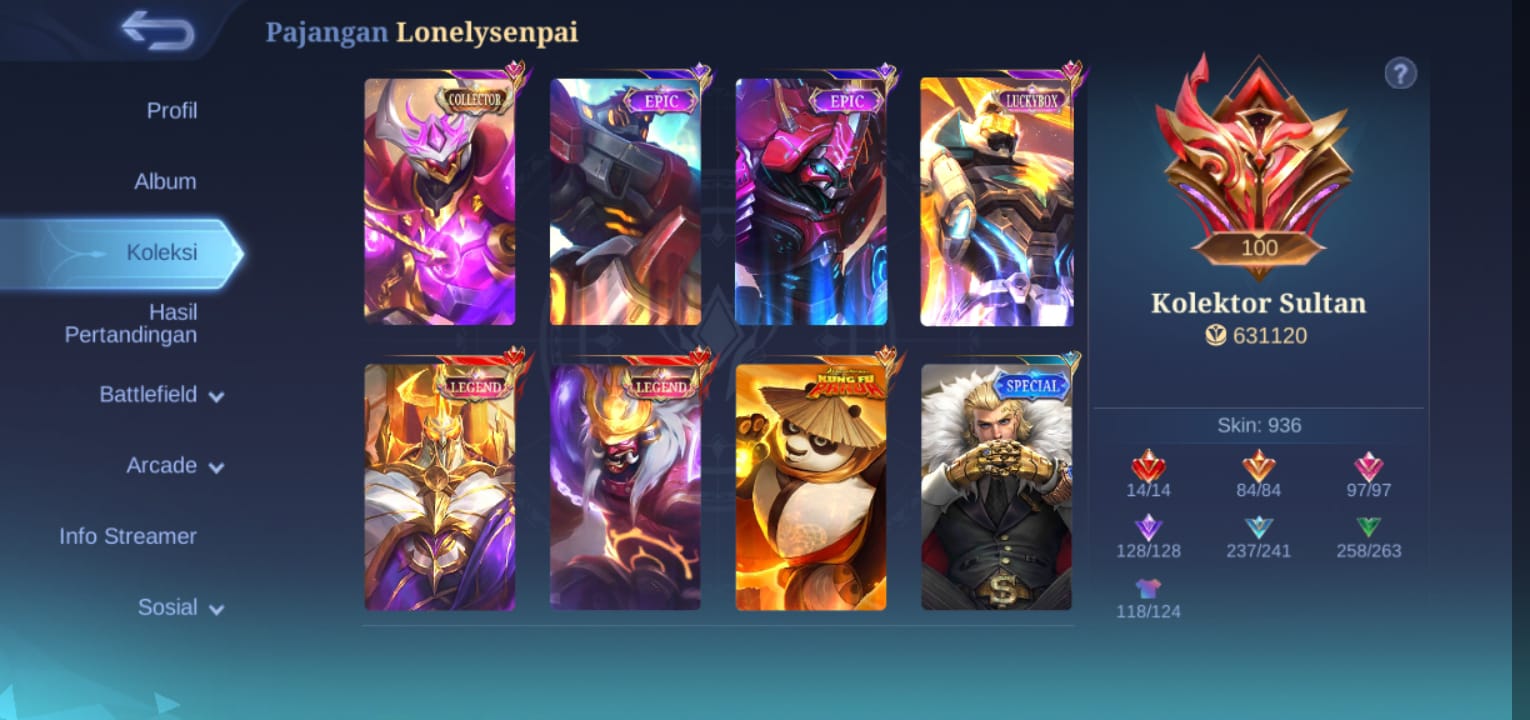 Pajangan Lonelysenpai
Profil
Album
Koleksi
Hasil
Pertandingan
Battlefield
Arcade
Info Streamer
Sosial
COLLECTOR
EPIC
EPIC
LUCKYBOX
LEGEND
LEGEND
KUNG FU
PANDA
SPECIAL
S
?
100
Kolektor Sultan
631120
Skin: 936
14/14
84/84
97/97
128/128
237/241
258/263
118/124